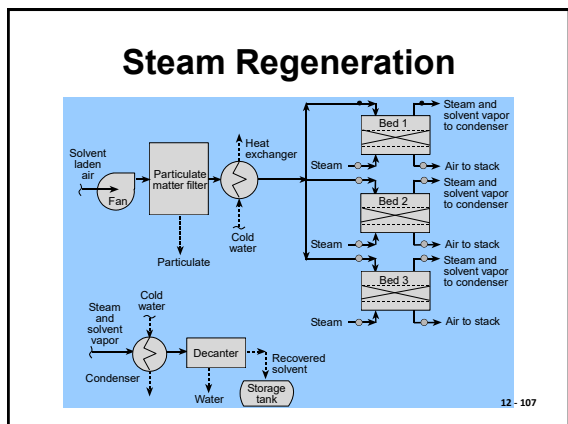 Steam Regeneration
Solvent
laden
air
Fan
Particulate
matter filter
Particulate
Heat
exchanger
Cold
water
Steam
Bed 1
Steam and
solvent vapor
to condenser
Air to stack
Steam
Bed 2
Steam and
solvent vapor
to condenser
Air to stack
Steam
Bed 3
Steam and
solvent vapor
to condenser
Air to stack
Steam
and
solvent
vapor
Cold
water
Condenser
Decanter
Water
Recovered
solvent
Storage
tank
12 - 107